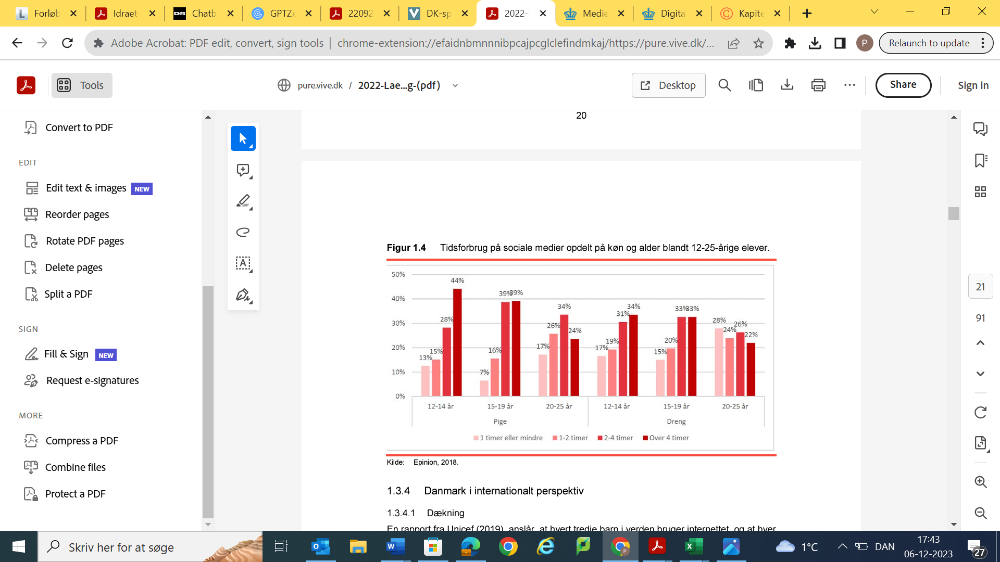 Forløb
Idraet-
DR Chatb
GPTZe
22092
DK-sp
2022-
Medie
Digita
Kapite
Adobe Acrobat: PDF edit, convert, sign tools | chrome-extension://efaidnbmnnnibpcajpcglclefindmkaj/https://pure.vive.dk/...
P
Relaunch to update
Tools
pure.vive.dk / 2022-Lae...g-(pdf)
Desktop
Share
Sign in
Convert to PDF
EDIT
Edit text & images NEW
Reorder pages
Rotate PDF pages
Delete pages
Split a PDF
SIGN
Fill & Sign NEW
Request e-signatures
MORE
Compress a PDF
Combine files
Protect a PDF
20
Figur 1.4 Tidsforbrug på sociale medier opdelt på køn og alder blandt 12-25-årige elever.
50%
40%
30%
20%
10%
0%
13% 15% 28% 44%
7% 16% 39% 39%
17% 26% 34% 24%
17% 19% 31% 34%
15% 20% 33% 33%
28% 24% 26% 22%
12-14 år 15-19 år 20-25 år 12-14 år 15-19 år 20-25 år
Pige Dreng
1 timer eller mindre 1-2 timer 2-4 timer Over 4 timer
Kilde: Epinion, 2018.
1.3.4 Danmark i internationalt perspektiv
1.3.4.1 Dækning
En rapport fra Unicef (2019), anslår, at hvert tredje barn i verden bruger internettet, og at hver
21
91
Skriv her for at søge
1°C
DAN
17:43
06-12-2023
27